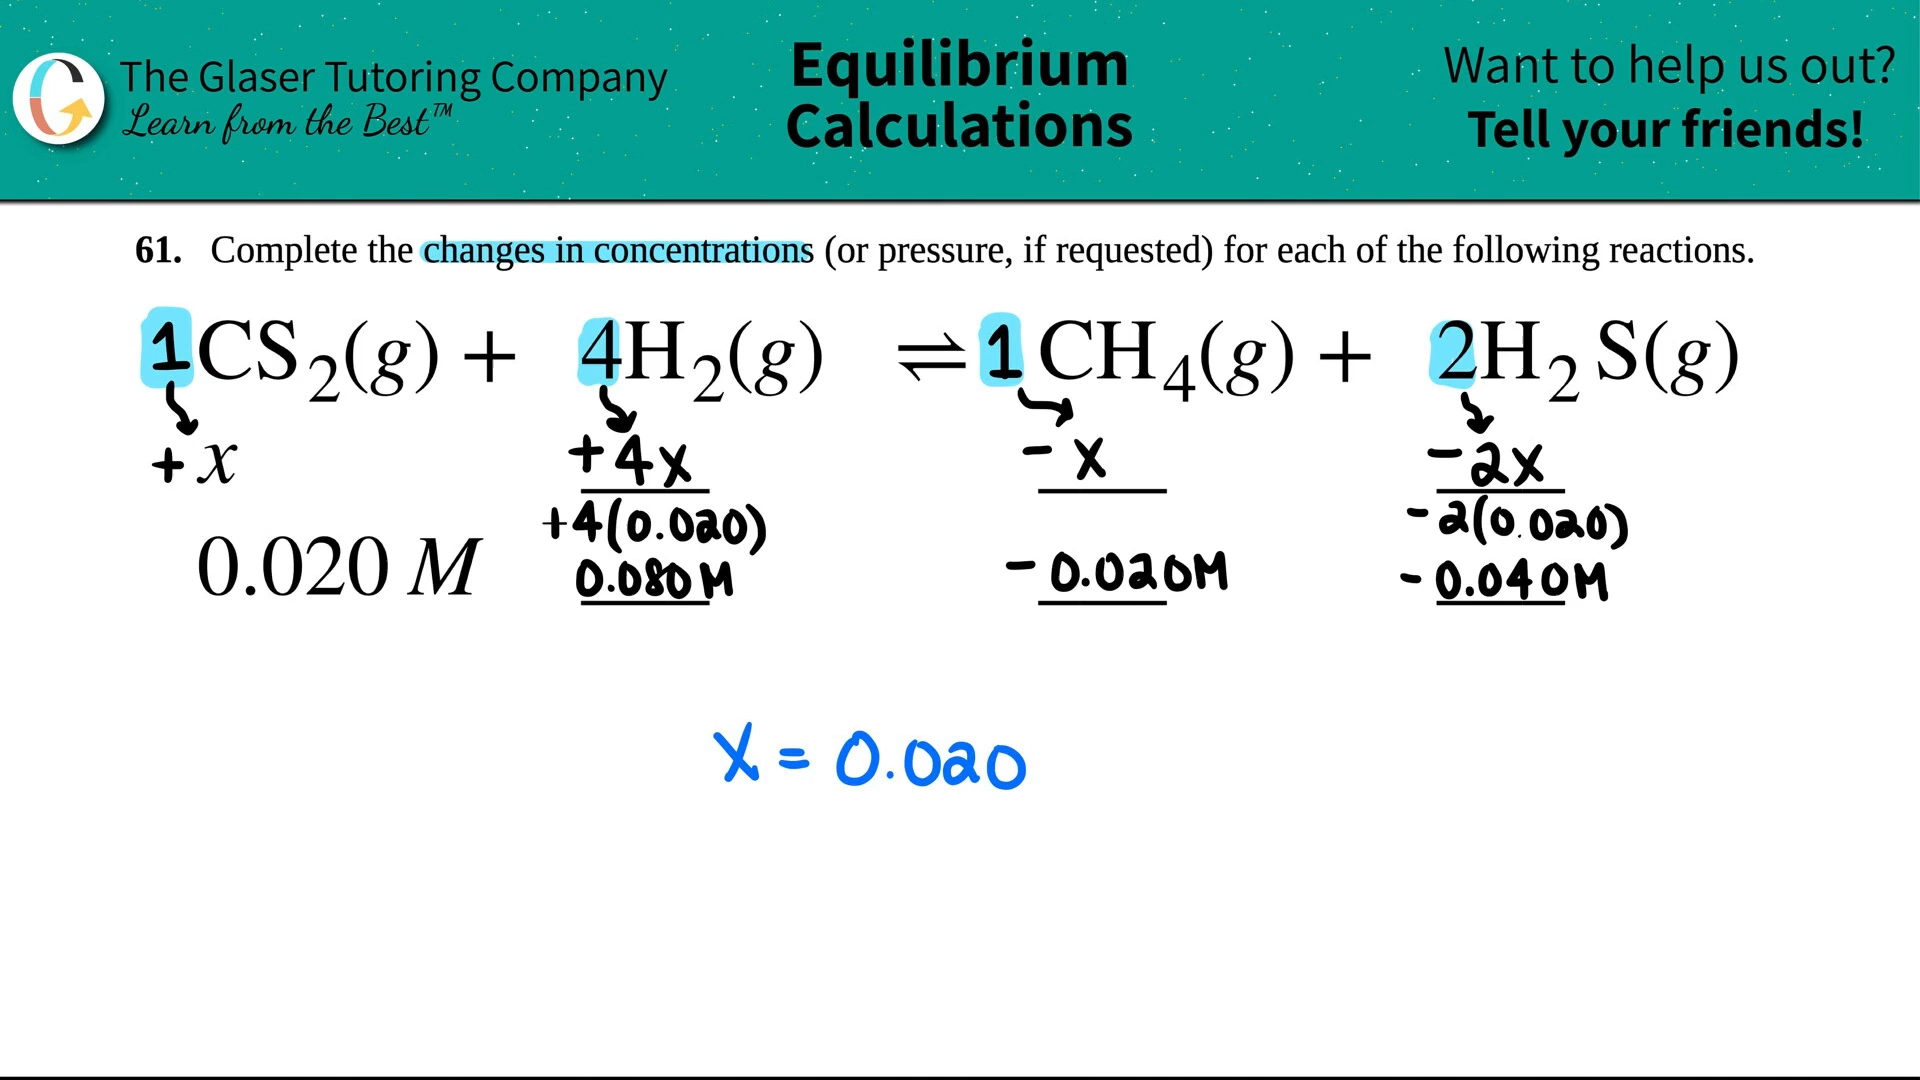 The Glaser Tutoring Company
Learn from the Best™
Equilibrium
Calculations
Want to help us out?
Tell your friends!
61. Complete the changes in concentrations (or pressure, if requested) for each of the following reactions.
1CS₂(g) + 4H₂(g) ⇌ 1CH₄(g) + 2H₂ S(g)
+x +4x -x -2x
+4(0.020) -2(0.020)
0.020 M 0.080M -0.020M -0.040M
x = 0.020